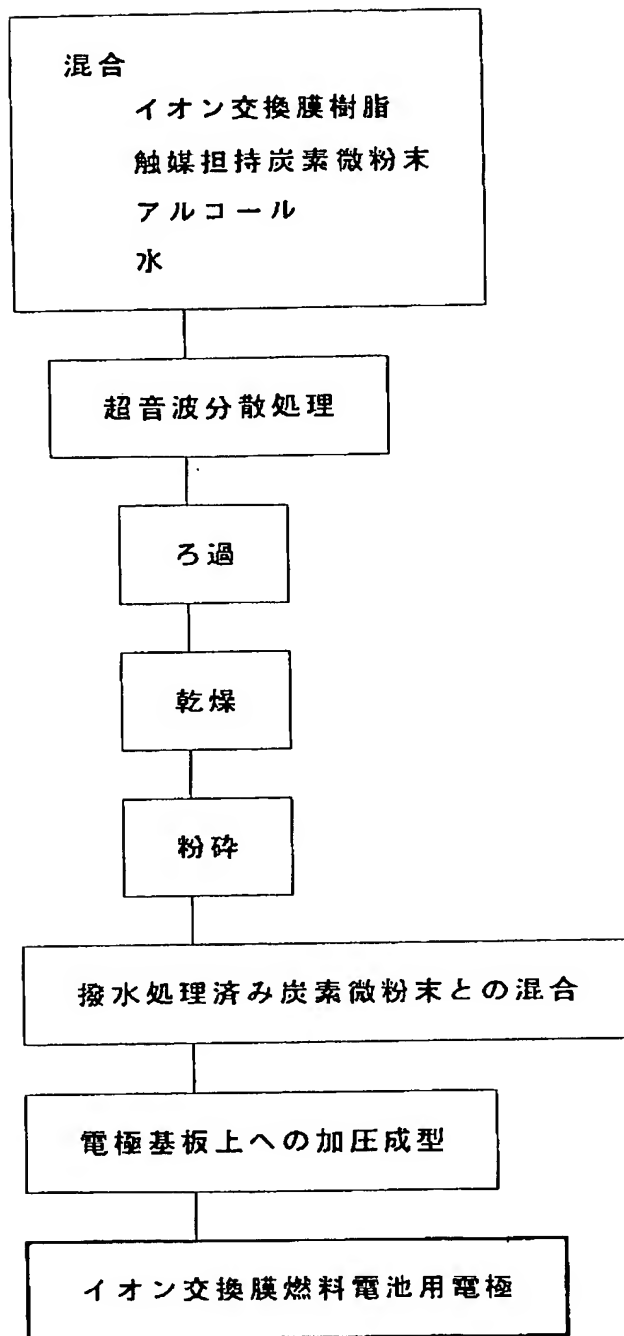 混合
イオン交換膜樹脂
触媒担持炭素微粉末
アルコール
水
超音波分散処理
ろ過
乾燥
粉砕
撥水処理済み炭素微粉末との混合
電極基板上への加圧成型
イオン交換膜燃料電池用電極